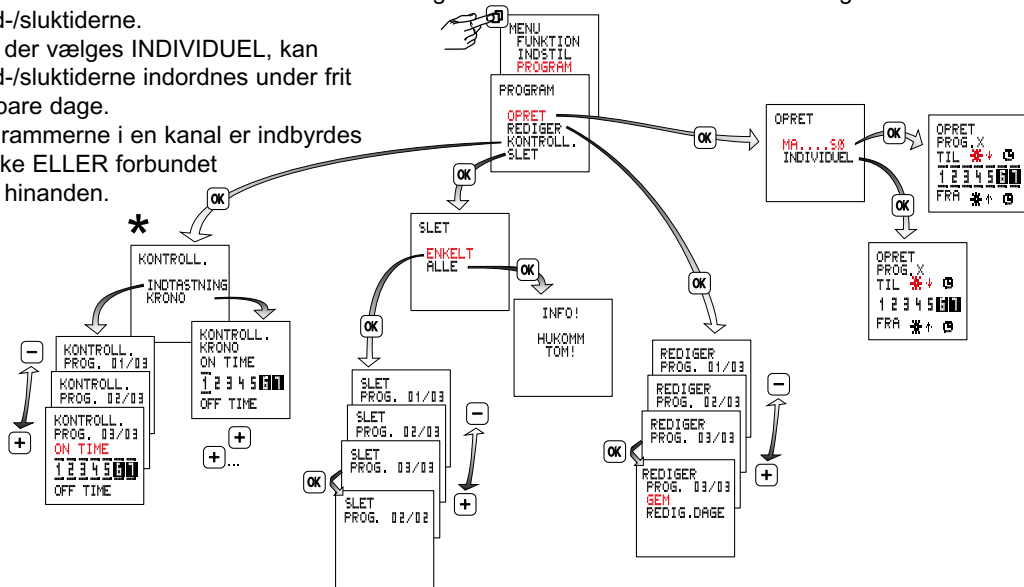 d-/sluktiderne.
der vælges INDIVIDUEL, kan
d-/sluktiderne indordnes under frit
bare dage.
grammerne i en kanal er indbyrdes
ke ELLER forbundet
hinanden.
MENU
FUNKTION
INDSTIL
PROGRAM
PROGRAM
OPRET
REDIGER
KONTROLL.
SLET
OK
OK
OK
OK
OPRET
MA....SØ
INDIVIDUEL
OK
OK
OPRET
PROG.X
TIL
1 2 3 4 5 6 7
FRA
OPRET
PROG.X
TIL
1 2 3 4 5 6 7
FRA
*
KONTROLL.
INDTASTNING
KRONO
KONTROLL.
PROG. 01/03
KONTROLL.
PROG. 02/03
KONTROLL.
PROG. 03/03
ON TIME
1 2 3 4 5 6 7
OFF TIME
−
+
KONTROLL.
KRONO
ON TIME
1 2 3 4 5 6 7
OFF TIME
+
+...
SLET
ENKELT
ALLE
OK
OK
INFO!
HUKOMM
TOM!
SLET
PROG. 01/03
SLET
PROG. 02/03
SLET
PROG. 03/03
OK
SLET
PROG. 02/02
−
+
REDIGER
PROG. 01/03
REDIGER
PROG. 02/03
REDIGER
PROG. 03/03
OK
REDIGER
PROG. 03/03
GEM
REDIG.DAGE
−
+